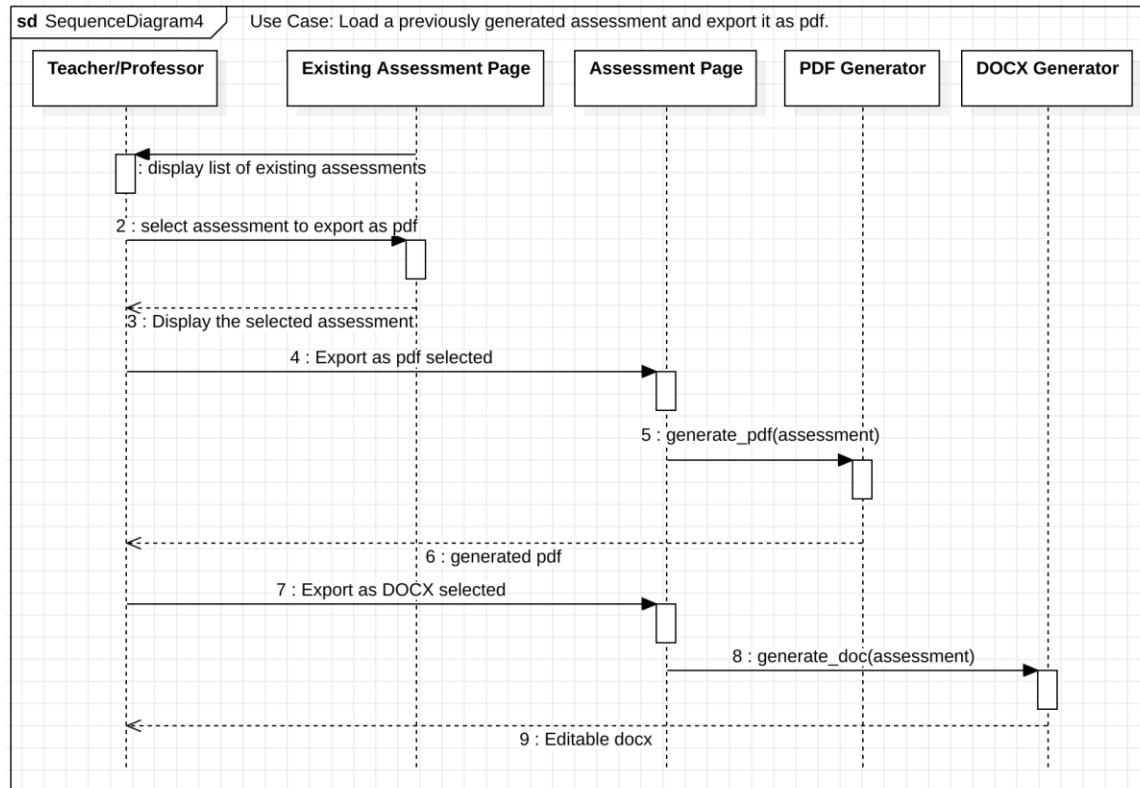 sd SequenceDiagram4
Use Case: Load a previously generated assessment and export it as pdf.
Teacher/Professor
Existing Assessment Page
Assessment Page
PDF Generator
DOCX Generator
: display list of existing assessments
2 : select assessment to export as pdf
3 : Display the selected assessment
4 : Export as pdf selected
5 : generate_pdf(assessment)
6 : generated pdf
7 : Export as DOCX selected
8 : generate_doc(assessment)
9 : Editable docx